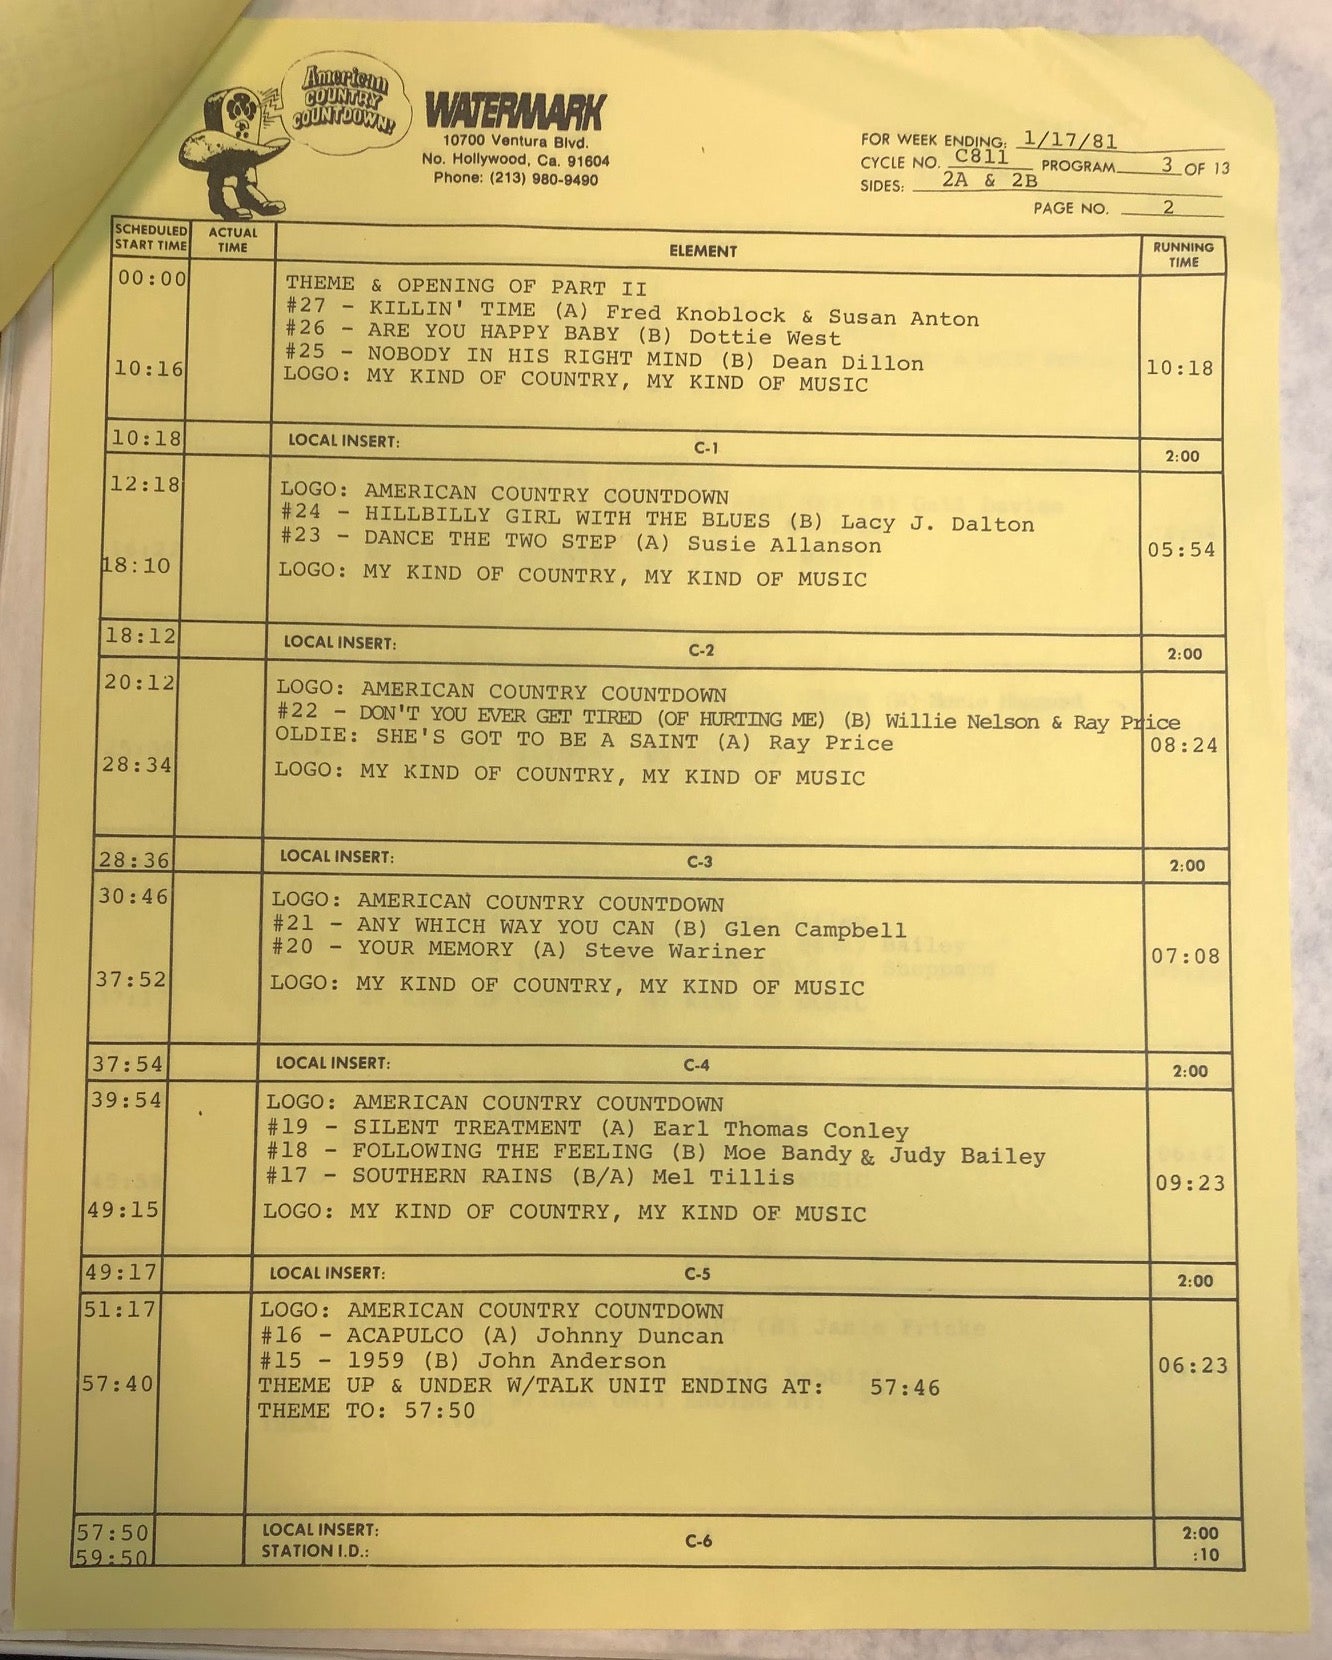 American
COUNTRY
COUNTDOWN!
WATERMARK
10700 Ventura Blvd.
No. Hollywood, Ca. 91604
Phone: (213) 980-9490
FOR WEEK ENDING: 1/17/81
CYCLE NO. C811 PROGRAM 3 OF 13
SIDES: 2A & 2B
PAGE NO. 2
SCHEDULED START TIME ACTUAL TIME ELEMENT RUNNING TIME
00:00 THEME & OPENING OF PART II
#27 - KILLIN' TIME (A) Fred Knoblock & Susan Anton
#26 - ARE YOU HAPPY BABY (B) Dottie West
#25 - NOBODY IN HIS RIGHT MIND (B) Dean Dillon
10:16 LOGO: MY KIND OF COUNTRY, MY KIND OF MUSIC 10:18
10:18 LOCAL INSERT: C-1 2:00
12:18 LOGO: AMERICAN COUNTRY COUNTDOWN
#24 - HILLBILLY GIRL WITH THE BLUES (B) Lacy J. Dalton
#23 - DANCE THE TWO STEP (A) Susie Allanson 05:54
18:10 LOGO: MY KIND OF COUNTRY, MY KIND OF MUSIC
18:12 LOCAL INSERT: C-2 2:00
20:12 LOGO: AMERICAN COUNTRY COUNTDOWN
#22 - DON'T YOU EVER GET TIRED (OF HURTING ME) (B) Willie Nelson & Ray Price
OLDIE: SHE'S GOT TO BE A SAINT (A) Ray Price 08:24
28:34 LOGO: MY KIND OF COUNTRY, MY KIND OF MUSIC
28:36 LOCAL INSERT: C-3 2:00
30:46 LOGO: AMERICAN COUNTRY COUNTDOWN
#21 - ANY WHICH WAY YOU CAN (B) Glen Campbell
#20 - YOUR MEMORY (A) Steve Wariner 07:08
37:52 LOGO: MY KIND OF COUNTRY, MY KIND OF MUSIC
37:54 LOCAL INSERT: C-4 2:00
39:54 LOGO: AMERICAN COUNTRY COUNTDOWN
#19 - SILENT TREATMENT (A) Earl Thomas Conley
#18 - FOLLOWING THE FEELING (B) Moe Bandy & Judy Bailey
#17 - SOUTHERN RAINS (B/A) Mel Tillis 09:23
49:15 LOGO: MY KIND OF COUNTRY, MY KIND OF MUSIC
49:17 LOCAL INSERT: C-5 2:00
51:17 LOGO: AMERICAN COUNTRY COUNTDOWN
#16 - ACAPULCO (A) Johnny Duncan
#15 - 1959 (B) John Anderson 06:23
57:40 THEME UP & UNDER W/TALK UNIT ENDING AT: 57:46
THEME TO: 57:50
57:50 LOCAL INSERT: C-6 2:00
59:50 STATION I.D.: :10